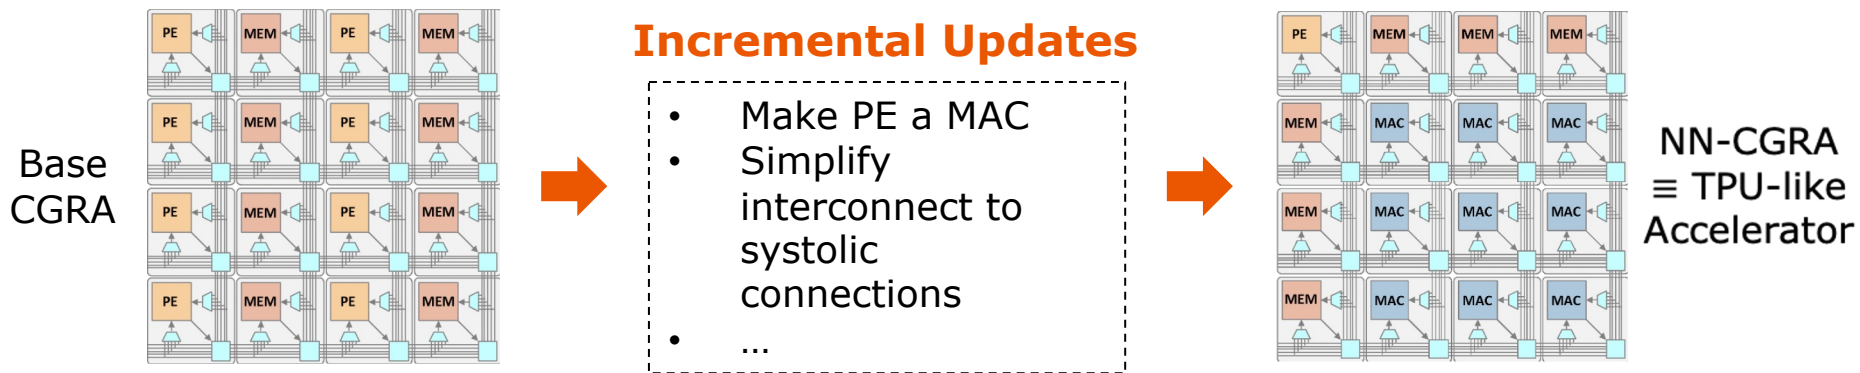 Base
CGRA
PE MEM PE MEM
PE MEM PE MEM
PE MEM PE MEM
PE MEM PE MEM
Incremental Updates
• Make PE a MAC
• Simplify
interconnect to
systolic
connections
• ...
PE MEM MEM MEM
MEM MAC MAC MAC
MEM MAC MAC MAC
MEM MAC MAC MAC
NN-CGRA
≡ TPU-like
Accelerator